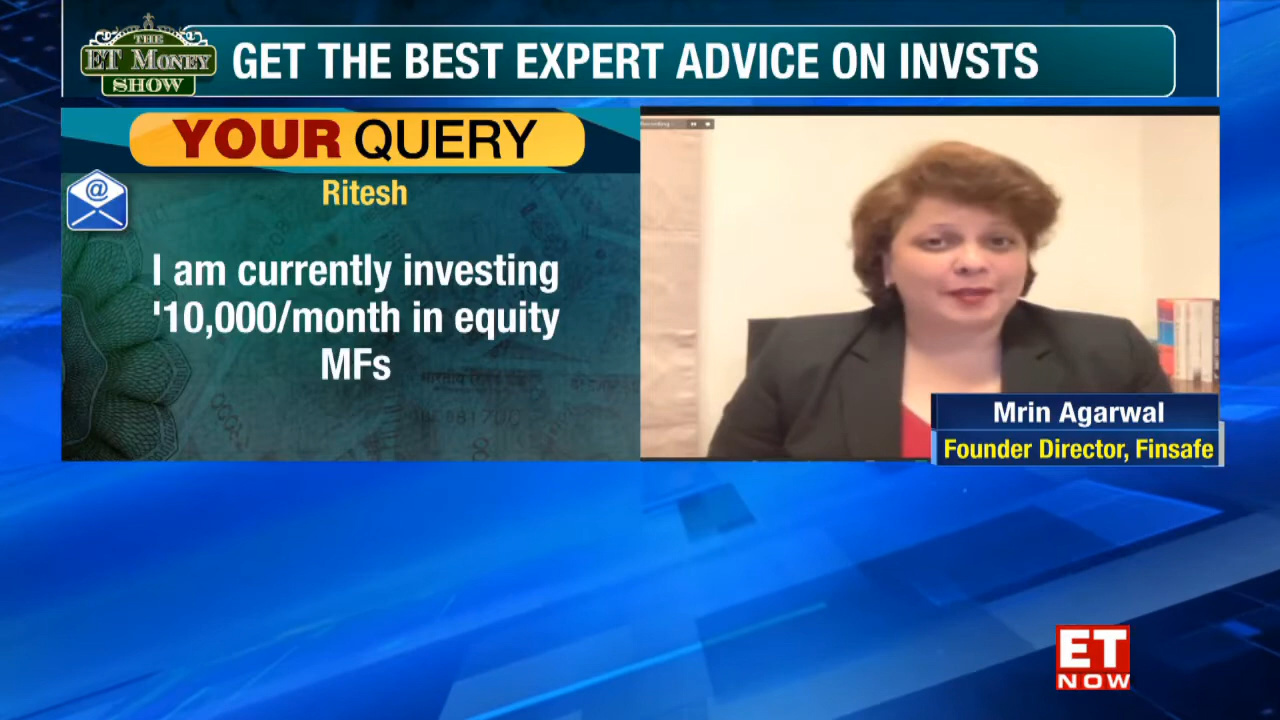 THE
ET MONEY
SHOW
GET THE BEST EXPERT ADVICE ON INVSTS
YOUR QUERY
@
Ritesh
I am currently investing
'10,000/month in equity
MFs
Mrin Agarwal
Founder Director, Finsafe
ET
NOW